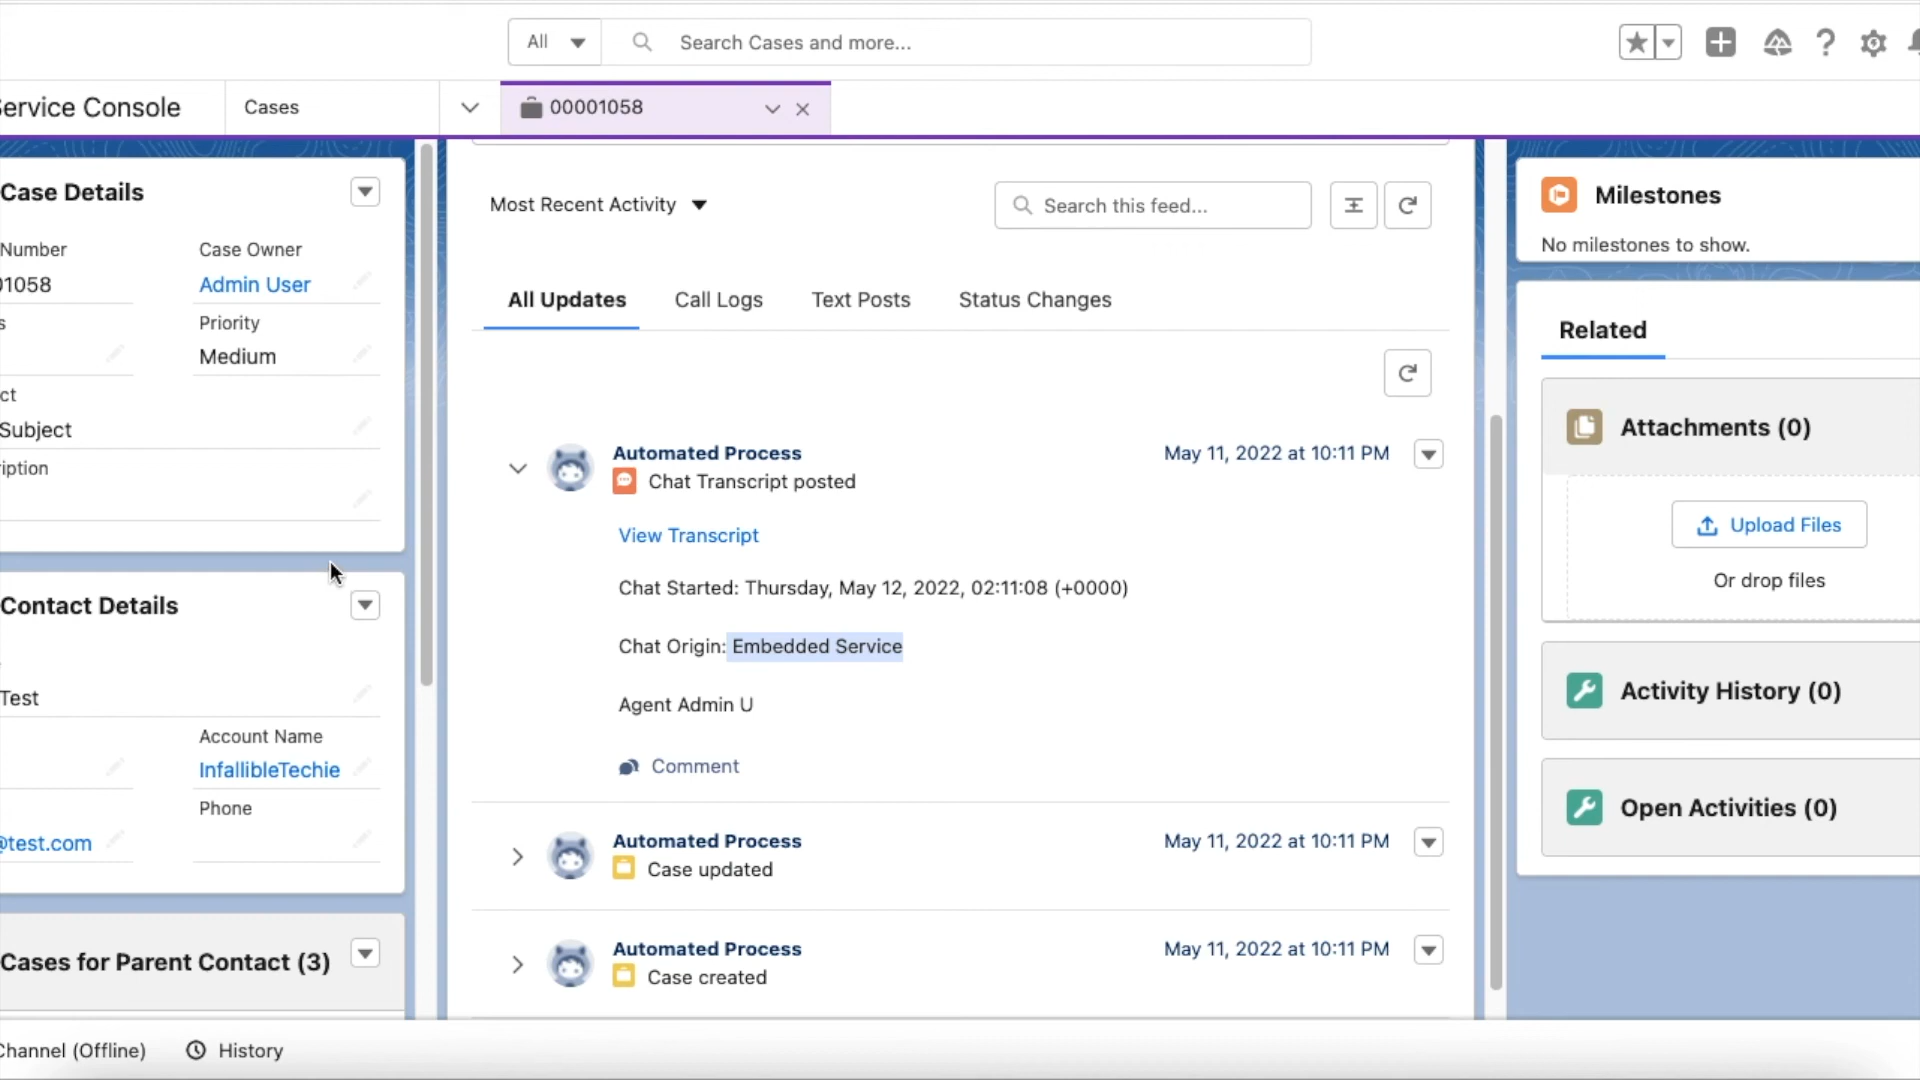 All
Search Cases and more...
Service Console
Cases
00001058
Case Details
Number
Case Owner
01058
Admin User
Priority
Medium
Subject
Contact Details
Test
Account Name
InfallibleTechie
Phone
@test.com
Cases for Parent Contact (3)
Most Recent Activity
Search this feed...
All Updates
Call Logs
Text Posts
Status Changes
Automated Process
May 11, 2022 at 10:11 PM
Chat Transcript posted
View Transcript
Chat Started: Thursday, May 12, 2022, 02:11:08 (+0000)
Chat Origin: Embedded Service
Agent Admin U
Comment
Automated Process
May 11, 2022 at 10:11 PM
Case updated
Automated Process
May 11, 2022 at 10:11 PM
Case created
Milestones
No milestones to show.
Related
Attachments (0)
Upload Files
Or drop files
Activity History (0)
Open Activities (0)
Channel (Offline)
History